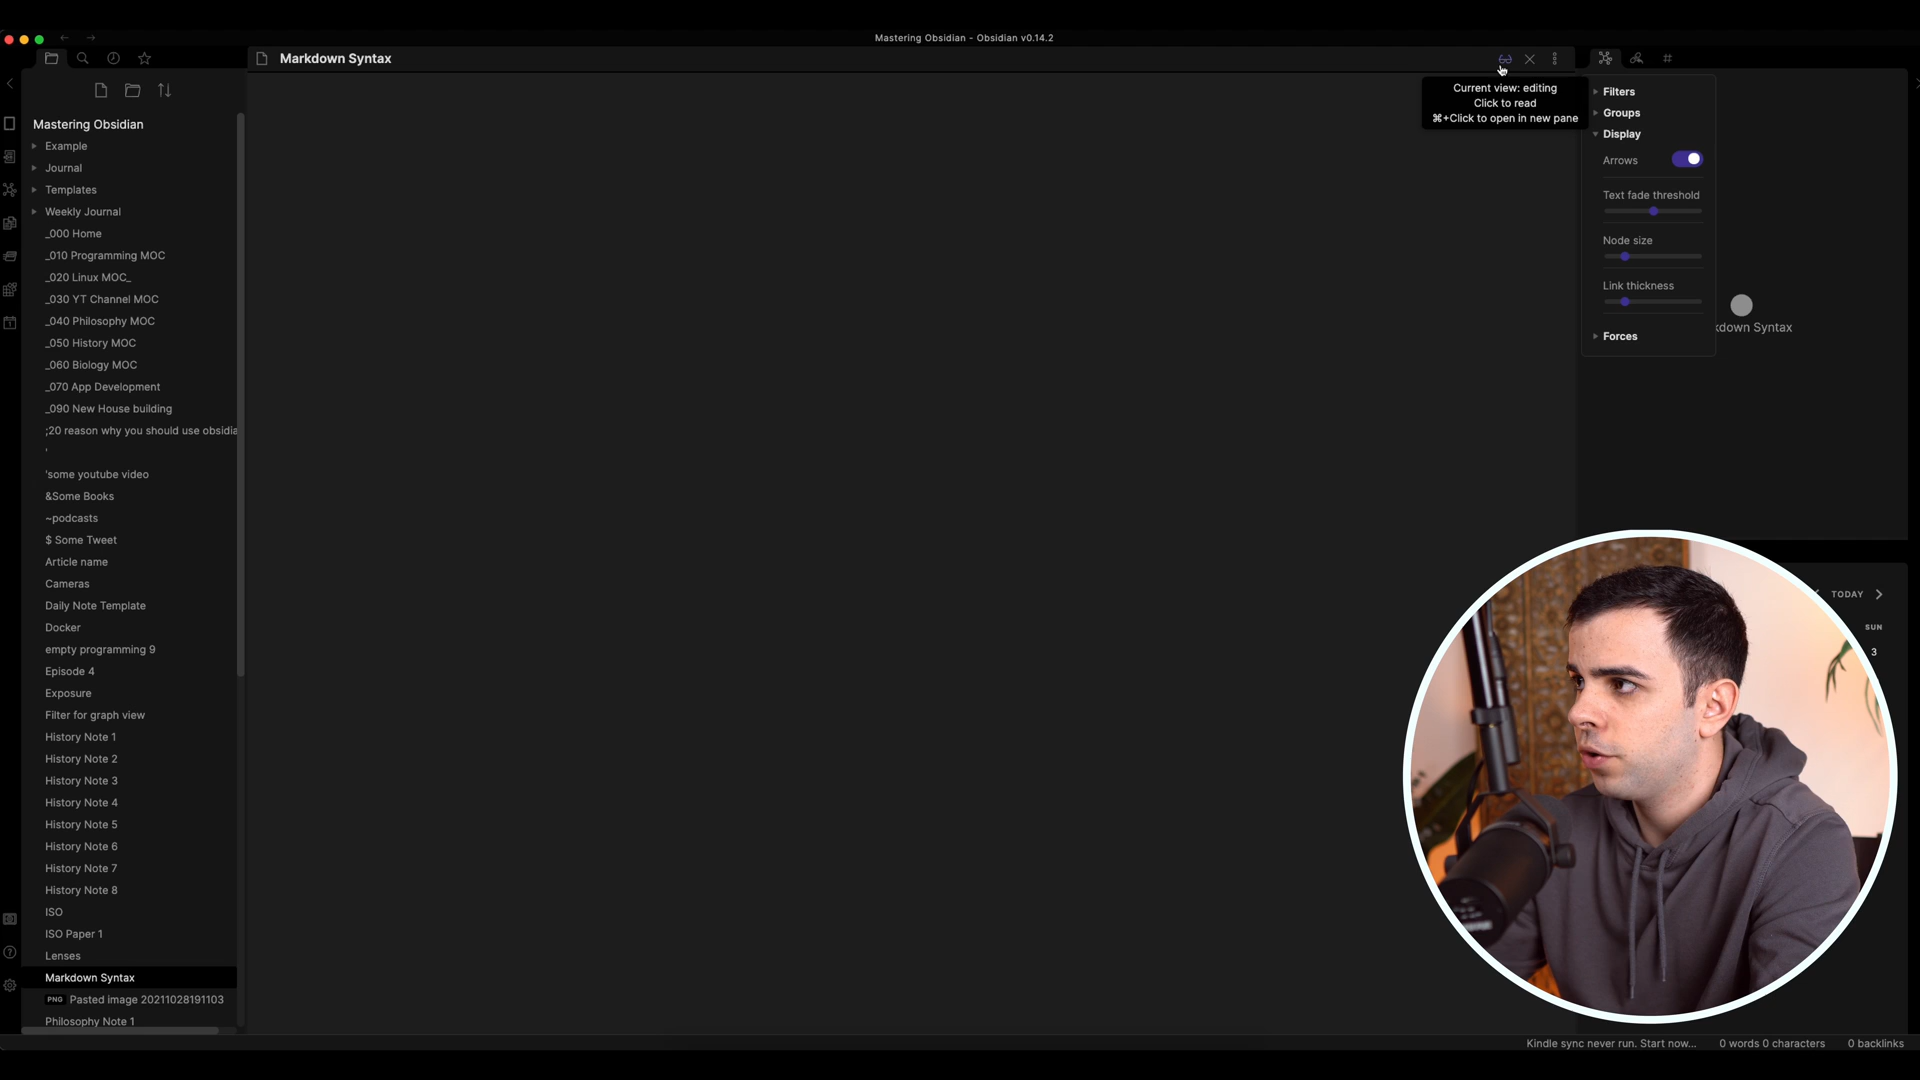 Mastering Obsidian - Obsidian v0.14.2
Markdown Syntax
Current view: editing
Click to read
⌘+Click to open in new pane
Mastering Obsidian
Example
Journal
Templates
Weekly Journal
_000 Home
_010 Programming MOC
_020 Linux MOC_
_030 YT Channel MOC
_040 Philosophy MOC
_050 History MOC
_060 Biology MOC
_070 App Development
_090 New House building
;20 reason why you should use obsidia
'
'some youtube video
&Some Books
~podcasts
$ Some Tweet
Article name
Cameras
Daily Note Template
Docker
empty programming 9
Episode 4
Exposure
Filter for graph view
History Note 1
History Note 2
History Note 3
History Note 4
History Note 5
History Note 6
History Note 7
History Note 8
ISO
ISO Paper 1
Lenses
Markdown Syntax
PNG Pasted image 20211028191103
Philosophy Note 1
Filters
Groups
Display
Arrows
Text fade threshold
Node size
Link thickness
Forces
kdown Syntax
TODAY
SUN
3
Kindle sync never run. Start now... 0 words 0 characters 0 backlinks